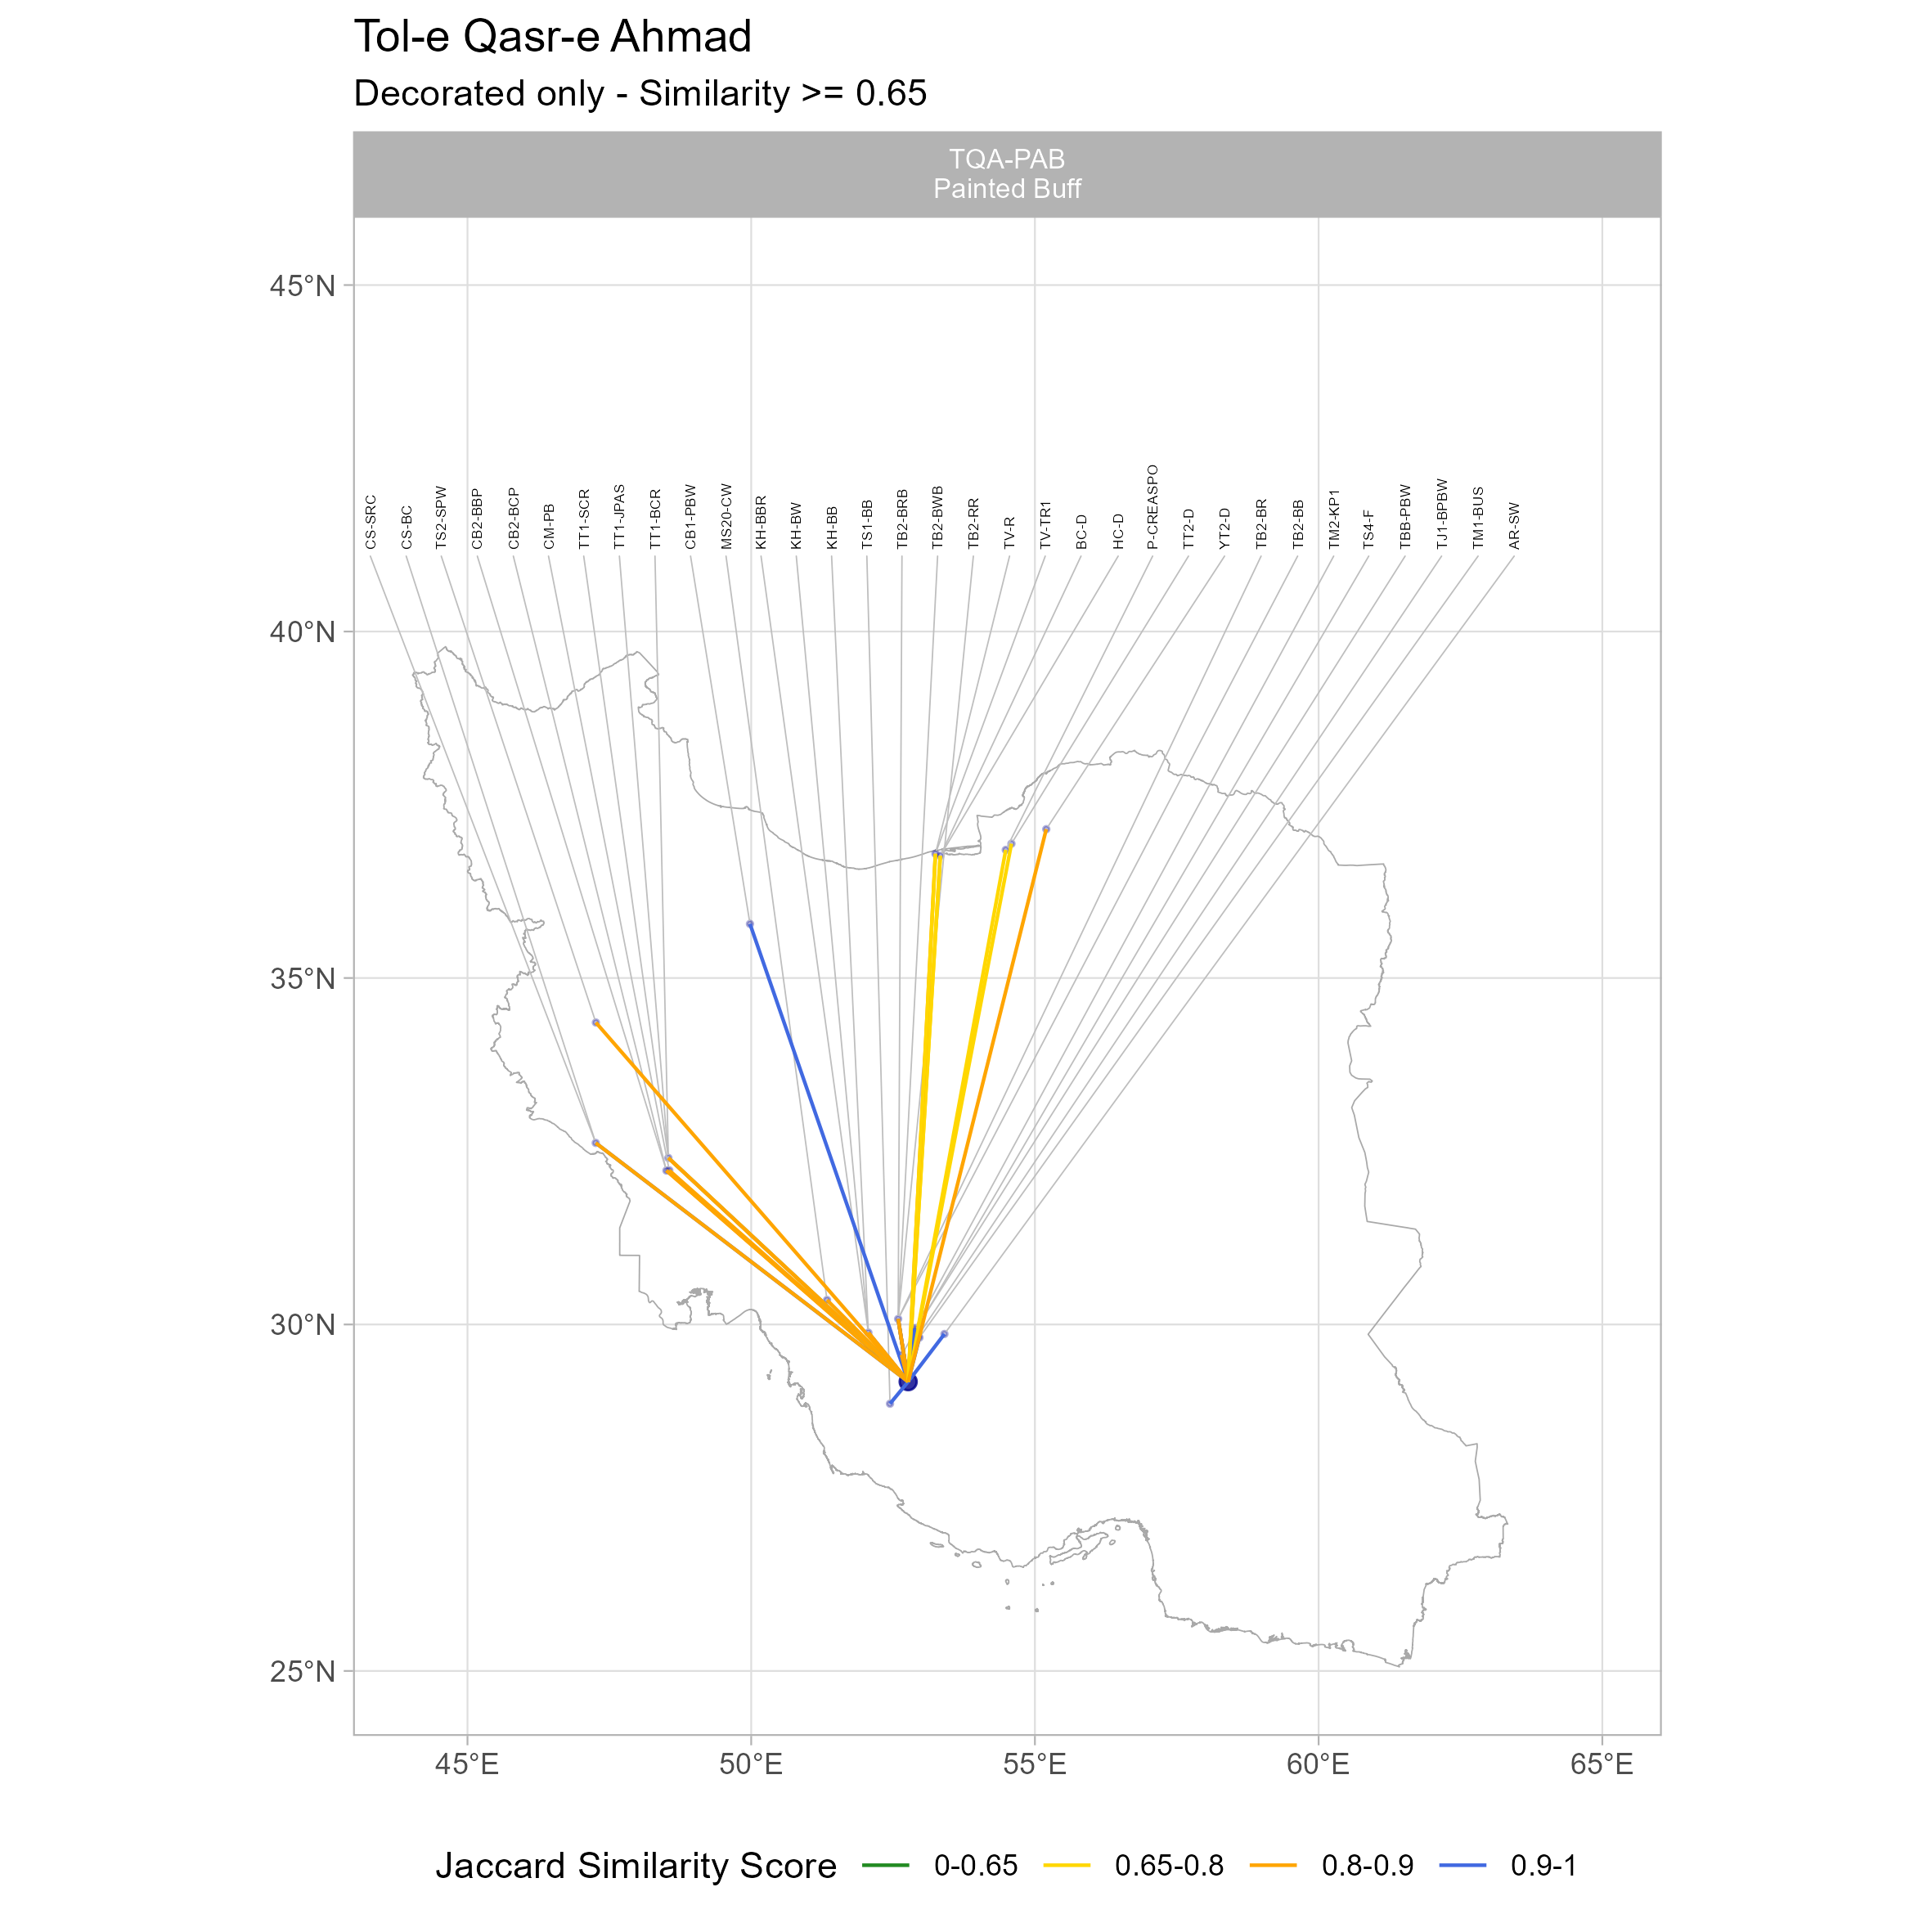 Tol-e Qasr-e Ahmad
Decorated only - Similarity >= 0.65
TQA-PAB
Painted Buff
45°N
40°N
35°N
30°N
25°N
CS-SRC
CS-BC
TS2-SPW
CB2-BBP
CB2-BCP
CM-PB
TT1-SCR
TT1-JPAS
TT1-BCR
CB1-PBW
MS20-CW
KH-BBR
KH-BW
KH-BB
TS1-BB
TB2-BRB
TB2-BWB
TB2-RR
TV-R
TV-TR1
BC-D
HC-D
P-CREASPO
TT2-D
YT2-D
TB2-BR
TB2-BB
TM2-KP1
TS4-F
TBB-PBW
TJ1-BPBW
TM1-BUS
AR-SW
45°E 50°E 55°E 60°E 65°E
Jaccard Similarity Score 0-0.65 0.65-0.8 0.8-0.9 0.9-1